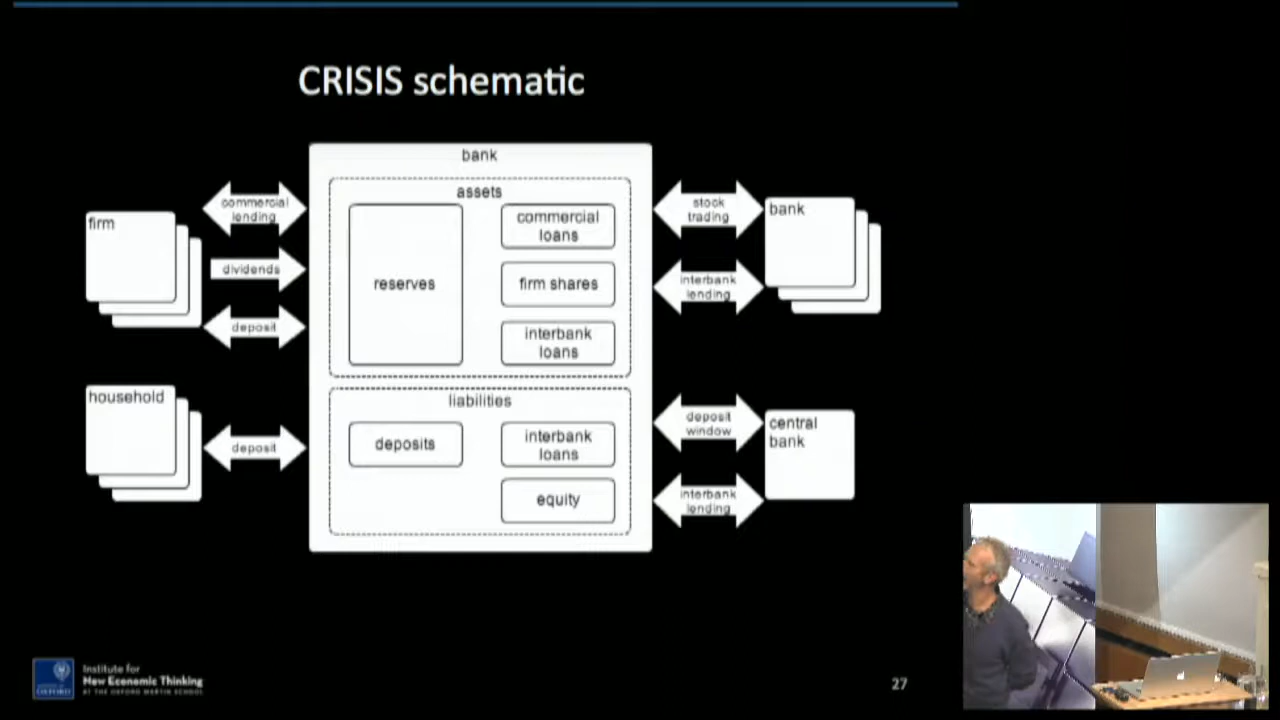 CRISIS schematic
bank
assets
reserves
commercial
loans
firm shares
interbank
loans
liabilities
deposits
interbank
loans
equity
firm
commercial
lending
dividends
deposit
household
deposit
stock
trading
interbank
lending
bank
deposit
window
interbank
lending
central
bank
OXFORD
Institute for
New Economic Thinking
AT THE OXFORD MARTIN SCHOOL
27